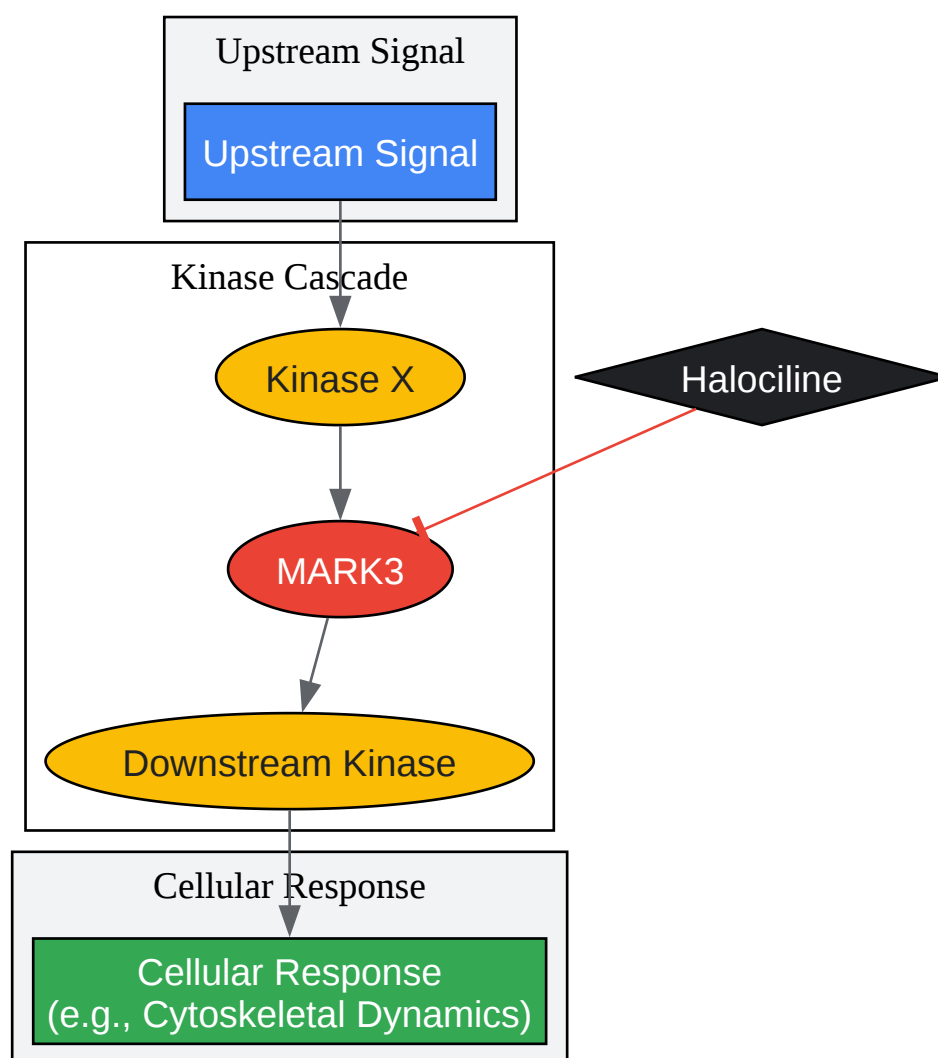 Upstream Signal
Upstream Signal
Kinase Cascade
Kinase X
Halociline
MARK3
Downstream Kinase
Cellular Response
Cellular Response
(e.g., Cytoskeletal Dynamics)